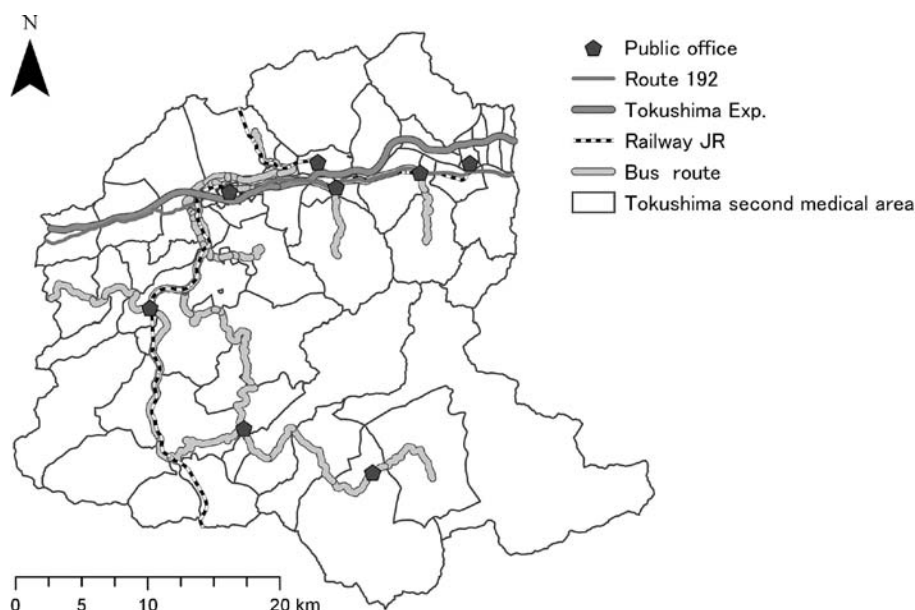 N
Public office
Route 192
Tokushima Exp.
Railway JR
Bus route
Tokushima second medical area
0 5 10 20 km